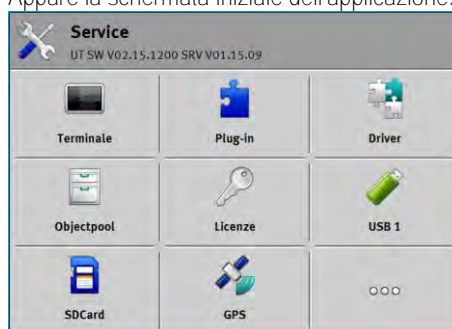 Appare la schermata iniziale dell'applicazione.
Service
UT SW V02.15.1200 SRV V01.15.09
Terminale
Plug-in
Driver
Objectpool
Licenze
USB 1
SDCard
GPS